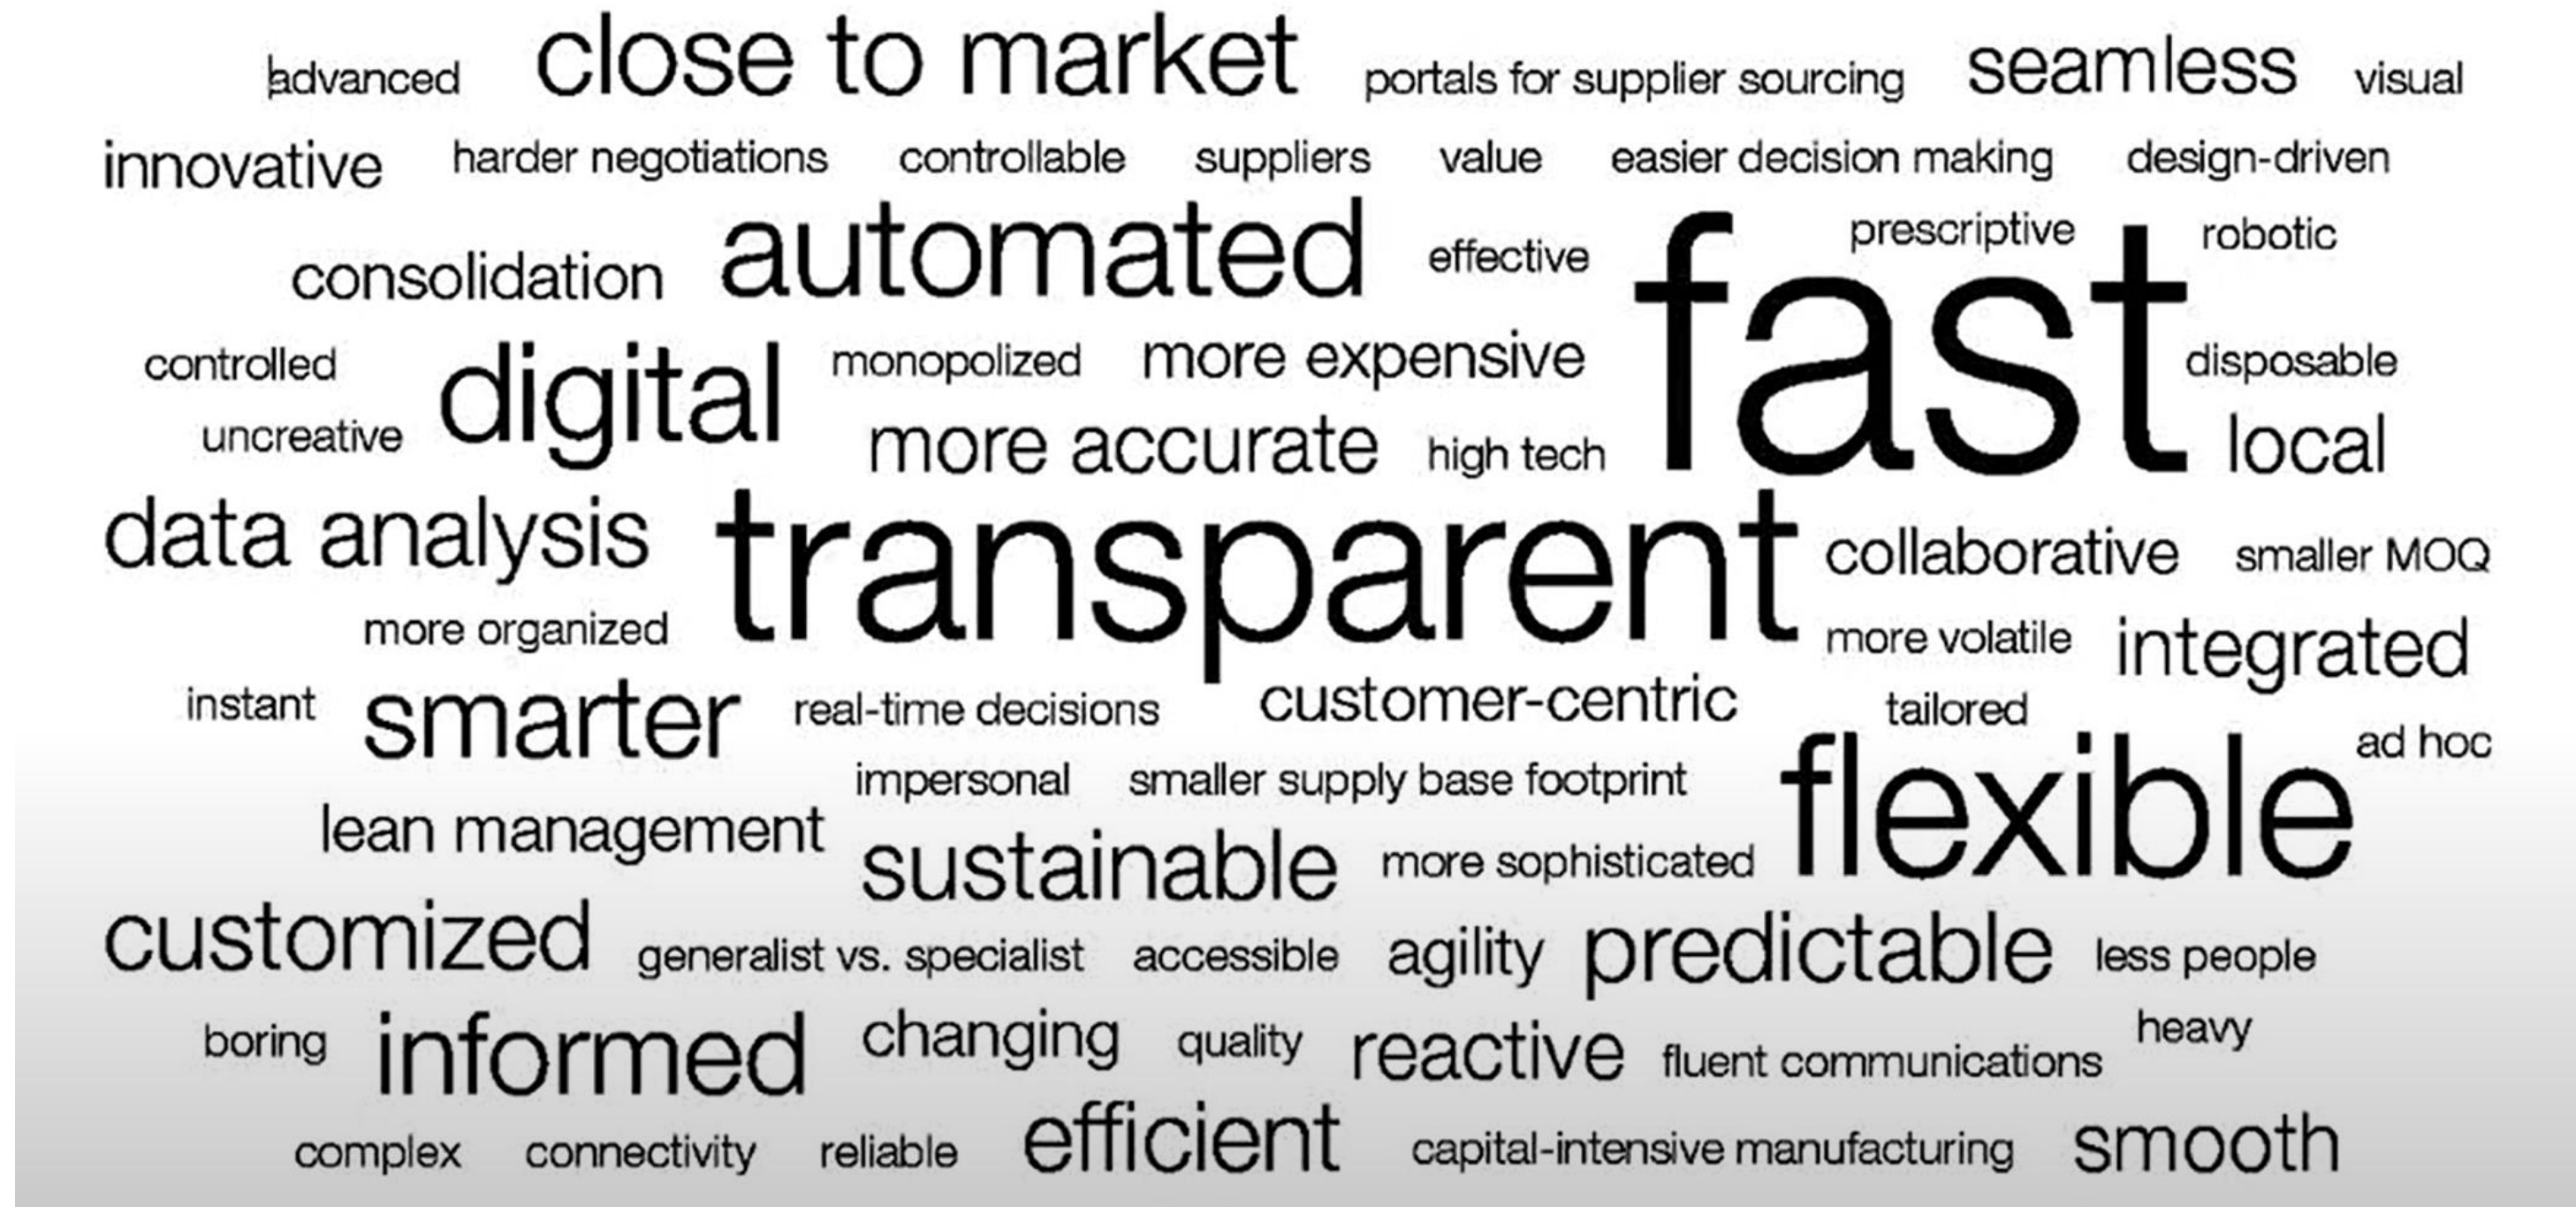 advanced close to market portals for supplier sourcing seamless visual
innovative harder negotiations controllable suppliers value easier decision making design-driven
consolidation automated effective fast prescriptive robotic
controlled digital monopolized more expensive disposable
uncreative more accurate high tech local
data analysis transparent collaborative smaller MOQ
more organized more volatile integrated
instant smarter real-time decisions customer-centric tailored
impersonal smaller supply base footprint flexible ad hoc
lean management sustainable more sophisticated
customized generalist vs. specialist accessible agility predictable less people
boring informed changing quality reactive fluent communications heavy
complex connectivity reliable efficient capital-intensive manufacturing smooth